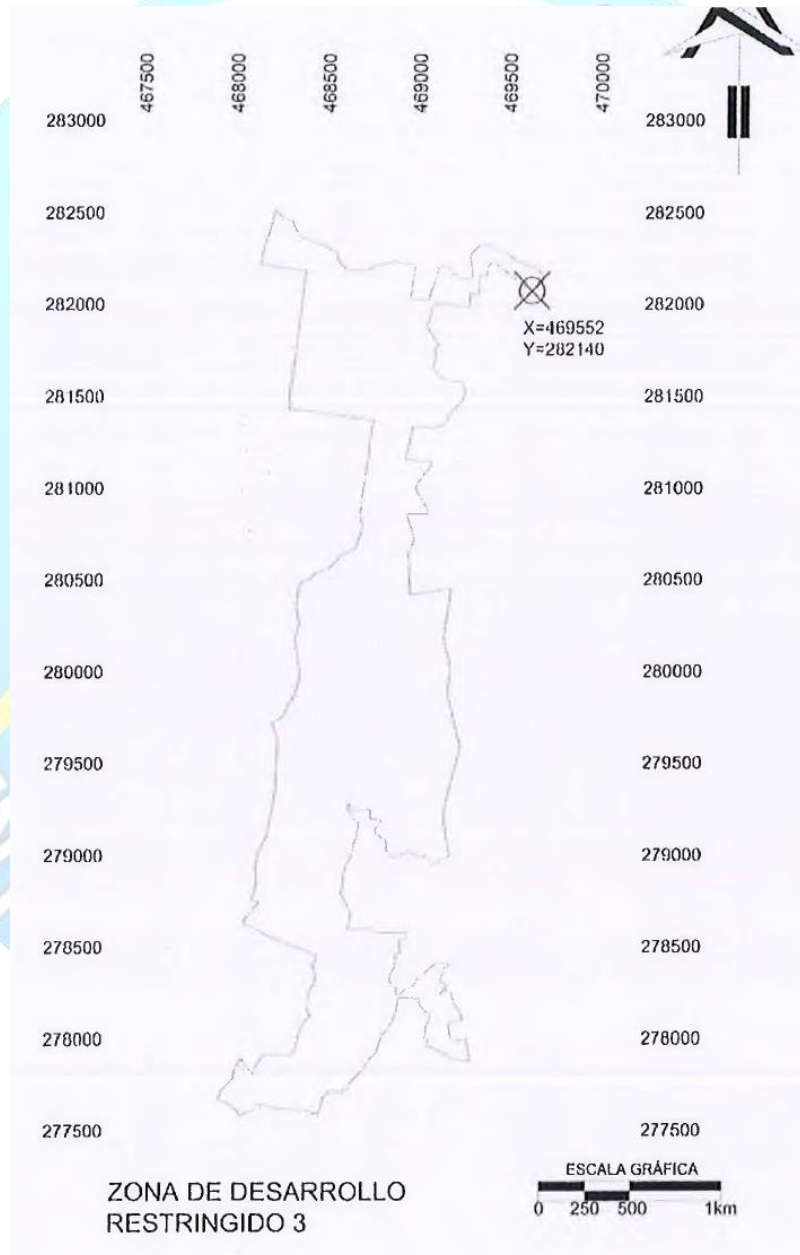 467500 468000 468500 469000 469500 470000
283000 283000
282500 282500
282000 282000
X=469552
Y=282140
281500 281500
281000 281000
280500 280500
280000 280000
279500 279500
279000 279000
278500 278500
278000 278000
277500 277500
ZONA DE DESARROLLO
RESTRINGIDO 3
ESCALA GRÁFICA
0 250 500 1km